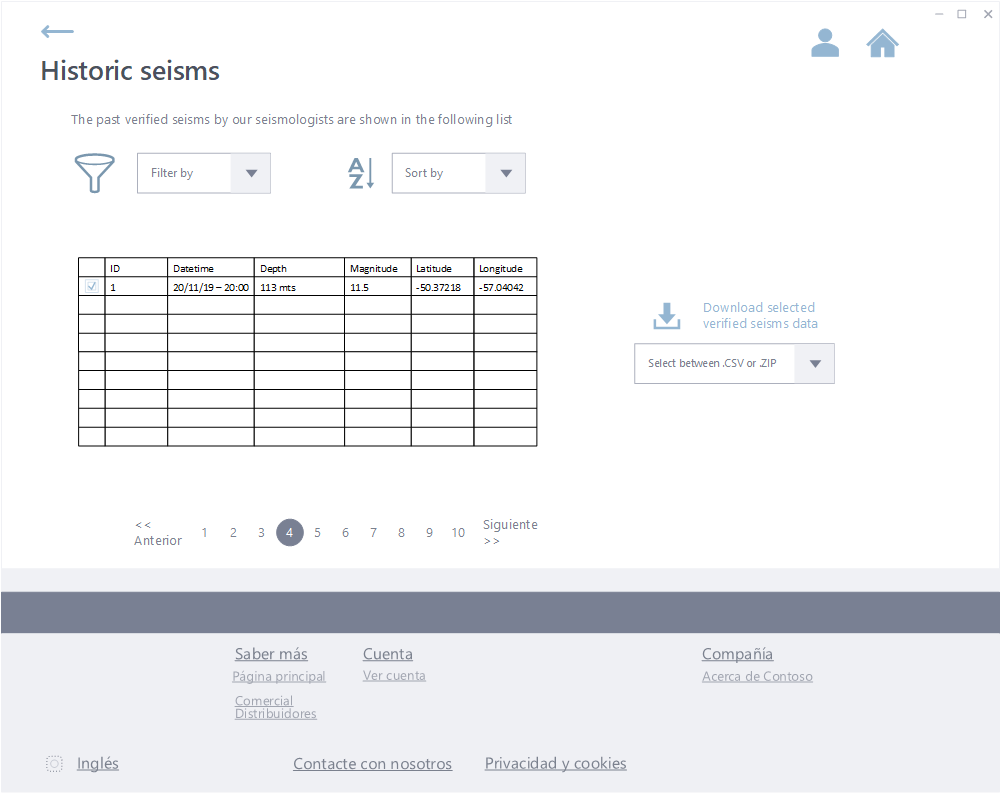 Historic seisms
The past verified seisms by our seismologists are shown in the following list
Filter by
A
Z
Sort by
ID Datetime Depth Magnitude Latitude Longitude
1 20/11/19 – 20:00 113 mts 11.5 -50.37218 -57.04042
Download selected
verified seisms data
Select between .CSV or .ZIP
<<
Anterior
1 2 3 4 5 6 7 8 9 10
Siguiente
>>
Saber más
Página principal
Comercial
Distribuidores
Cuenta
Ver cuenta
Compañía
Acerca de Contoso
Inglés
Contacte con nosotros
Privacidad y cookies